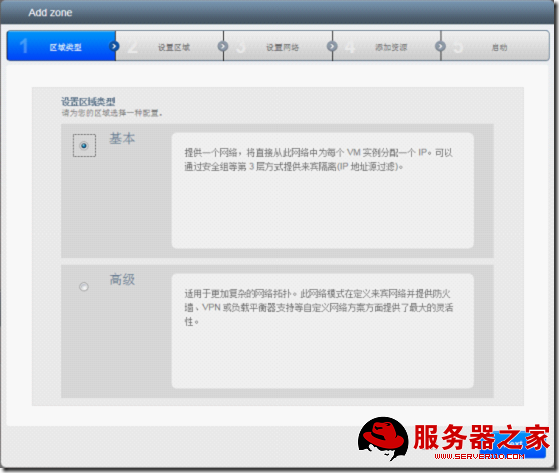 Add zone
1 区域类型
2 设置区域
3 设置网络
4 添加资源
5 启动
设置区域类型
请为您的区域选择一种配置。
基本
提供一个网络，将直接从此网络中为每个 VM 实例分配一个 IP。可以
通过安全组等第 3 层方式提供来宾隔离(IP 地址源过滤)。
高级
适用于更加复杂的网络拓扑。此网络模式在定义来宾网络并提供防火
墙、VPN 或负载平衡器支持等自定义网络方案方面提供了最大的灵活
性。
服务器之家
WWW.SERVER110.COM